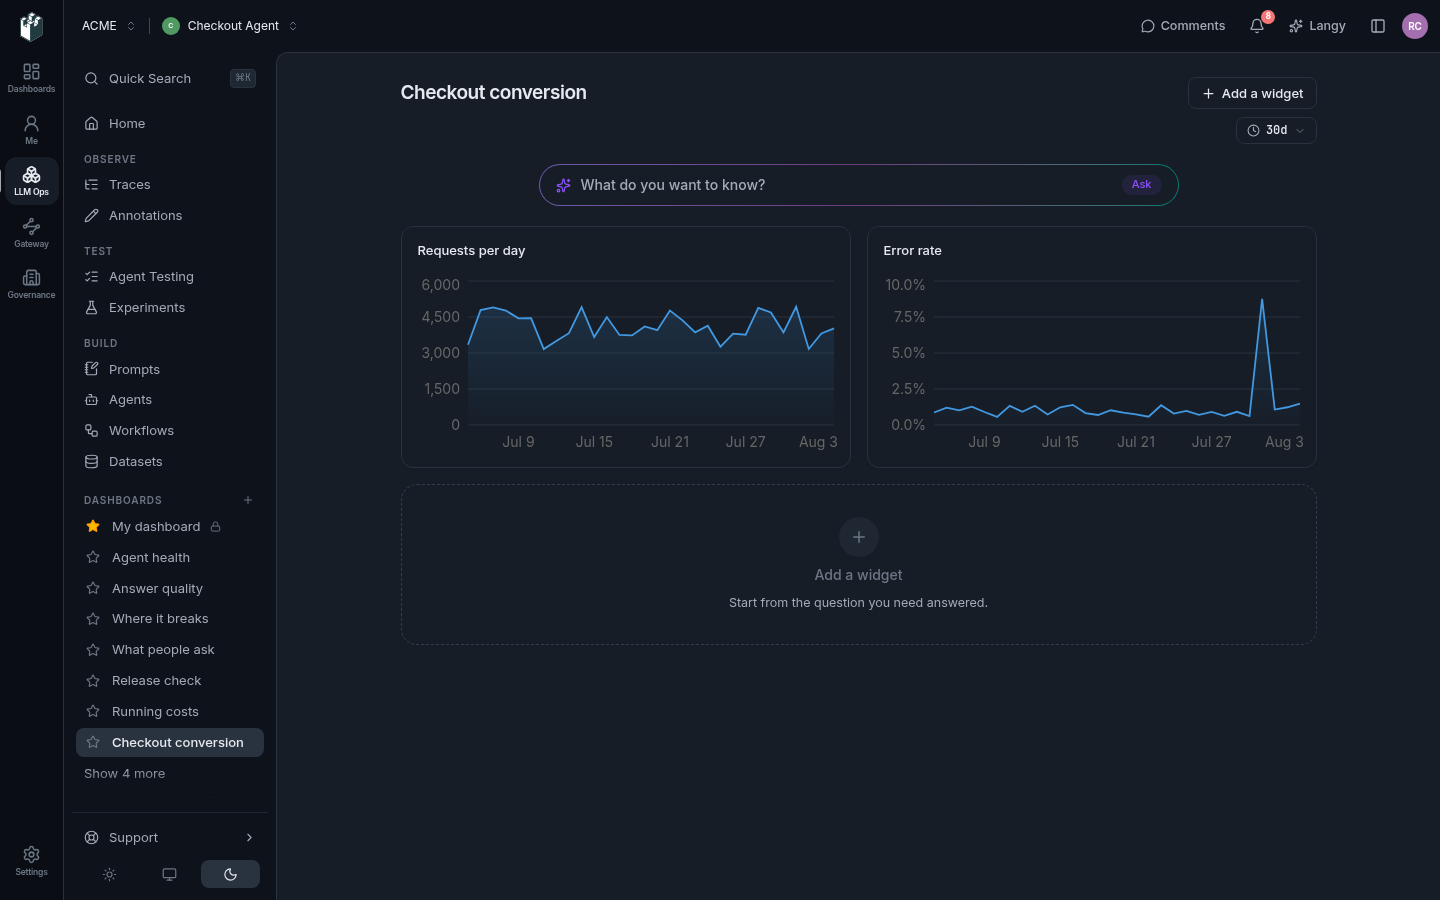 ACME
C
Checkout Agent
Comments
8
Langy
RC
Dashboards
Me
LLM Ops
Gateway
Governance
Settings
Quick Search
⌘K
Home
OBSERVE
Traces
Annotations
TEST
Agent Testing
Experiments
BUILD
Prompts
Agents
Workflows
Datasets
DASHBOARDS
My dashboard
Agent health
Answer quality
Where it breaks
What people ask
Release check
Running costs
Checkout conversion
Show 4 more
Support
Checkout conversion
Add a widget
30d
What do you want to know?
Ask
Requests per day
6,000
4,500
3,000
1,500
0
Jul 9 Jul 15 Jul 21 Jul 27 Aug 3
Error rate
10.0%
7.5%
5.0%
2.5%
0.0%
Jul 9 Jul 15 Jul 21 Jul 27 Aug 3
Add a widget
Start from the question you need answered.